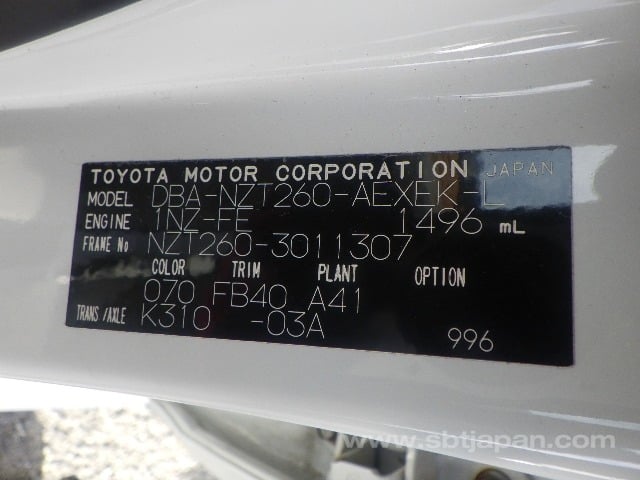 TOYOTA MOTOR CORPORATION JAPAN
MODEL DBA-NZT260-AEXEK-L
ENGINE 1NZ-FE 1496 mL
FRAME No NZT260-3011307
COLOR TRIM PLANT OPTION
070 FB40 A41
TRANS/AXLE K310 -03A
996
www.sbtjapan.com